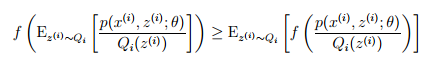 f ( E_{z^{(i)}∼Q_i} [ p(x^{(i)}, z^{(i)}; θ) / Q_i(z^{(i)}) ] ) ≥ E_{z^{(i)}∼Q_i} [ f ( p(x^{(i)}, z^{(i)}; θ) / Q_i(z^{(i)}) ) ]